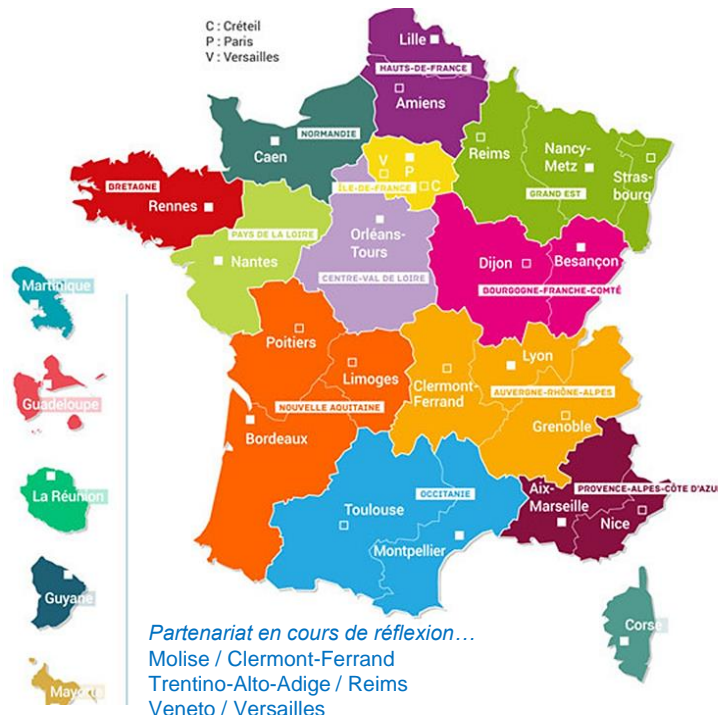 C : Créteil
P : Paris
V : Versailles
Lille
HAUTS-DE-FRANCE
Amiens
NORMANDIE
Caen
Reims
Nancy-
Metz
Stras-
bourg
GRAND EST
V
P
C
ÎLE-DE-FRANCE
BRETAGNE
Rennes
PAYS DE LA LOIRE
Nantes
Orléans-
Tours
CENTRE-VAL DE LOIRE
Dijon
Besançon
BOURGOGNE-FRANCHE-COMTÉ
Martinique
Guadeloupe
La Réunion
Guyane
Mayotte
Poitiers
Limoges
NOUVELLE AQUITAINE
Bordeaux
Clermont-
Ferrand
Lyon
AUVERGNE-RHÔNE-ALPES
Grenoble
Toulouse
OCCITANIE
Montpellier
Aix-
Marseille
PROVENCE-ALPES-CÔTE D'AZUR
Nice
Corse
Partenariat en cours de réflexion…
Molise / Clermont-Ferrand
Trentino-Alto-Adige / Reims
Veneto / Versailles